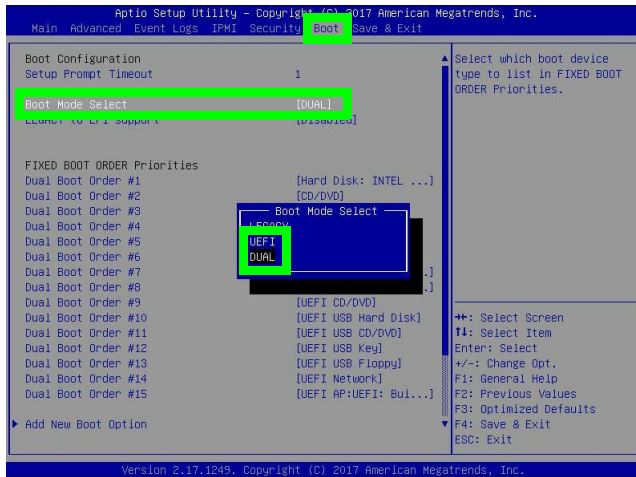 Aptio Setup Utility - Copyright (C) 2017 American Megatrends, Inc.
Main Advanced Event Logs IPMI Security Boot Save & Exit
Boot Configuration
Setup Prompt Timeout 1
Boot Mode Select [DUAL]
LEGACY to EFI support [Disabled]
FIXED BOOT ORDER Priorities
Dual Boot Order #1 [Hard Disk: INTEL ...]
Dual Boot Order #2 [CD/DVD]
Dual Boot Order #3
Dual Boot Order #4
Dual Boot Order #5
Dual Boot Order #6
Dual Boot Order #7 .]
Dual Boot Order #8 .]
Dual Boot Order #9 [UEFI CD/DVD]
Dual Boot Order #10 [UEFI USB Hard Disk]
Dual Boot Order #11 [UEFI USB CD/DVD]
Dual Boot Order #12 [UEFI USB Key]
Dual Boot Order #13 [UEFI USB Floppy]
Dual Boot Order #14 [UEFI Network]
Dual Boot Order #15 [UEFI AP:UEFI: Bui...]
Add New Boot Option
Boot Mode Select
LEGACY
UEFI
DUAL
Select which boot device
type to list in FIXED BOOT
ORDER Priorities.
→←: Select Screen
↑↓: Select Item
Enter: Select
+/-: Change Opt.
F1: General Help
F2: Previous Values
F3: Optimized Defaults
F4: Save & Exit
ESC: Exit
Version 2.17.1249. Copyright (C) 2017 American Megatrends, Inc.